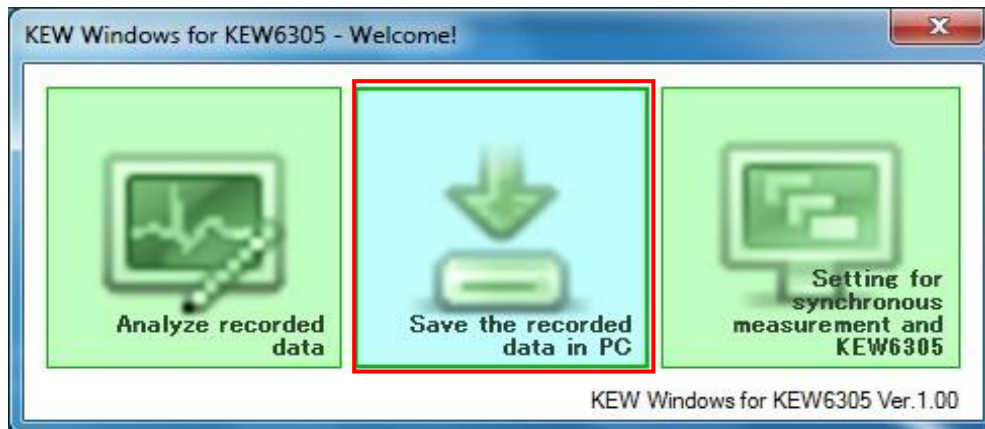 KEW Windows for KEW6305 - Welcome!
Analyze recorded
data
Save the recorded
data in PC
Setting for
synchronous
measurement and
KEW6305
KEW Windows for KEW6305 Ver.1.00